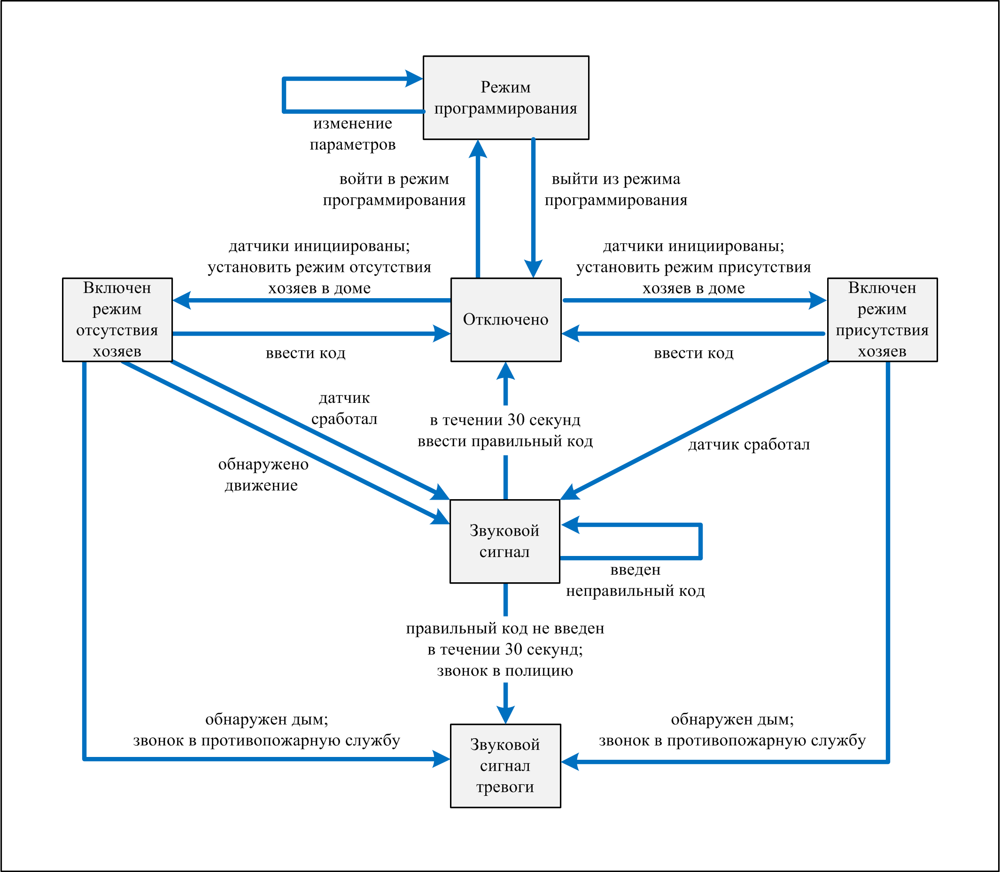 Режим
программирования
изменение
параметров
войти в режим
программирования
выйти из режима
программирования
датчики инициированы;
установить режим отсутствия
хозяев в доме
датчики инициированы;
установить режим присутствия
хозяев в доме
Включен
режим
отсутствия
хозяев
Отключено
Включен
режим
присутствия
хозяев
ввести код
ввести код
датчик
сработал
в течении 30 секунд
ввести правильный код
датчик сработал
обнаружено
движение
Звуковой
сигнал
введен
неправильный код
правильный код не введен
в течении 30 секунд;
звонок в полицию
обнаружен дым;
звонок в противопожарную службу
обнаружен дым;
звонок в противопожарную службу
Звуковой
сигнал
тревоги